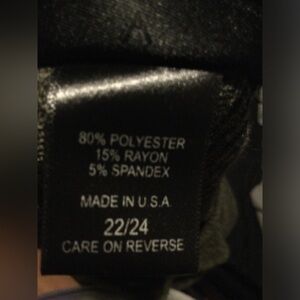 80% POLYESTER
15% RAYON
5% SPANDEX
MADE IN U.S.A
22/24
CARE ON REVERSE